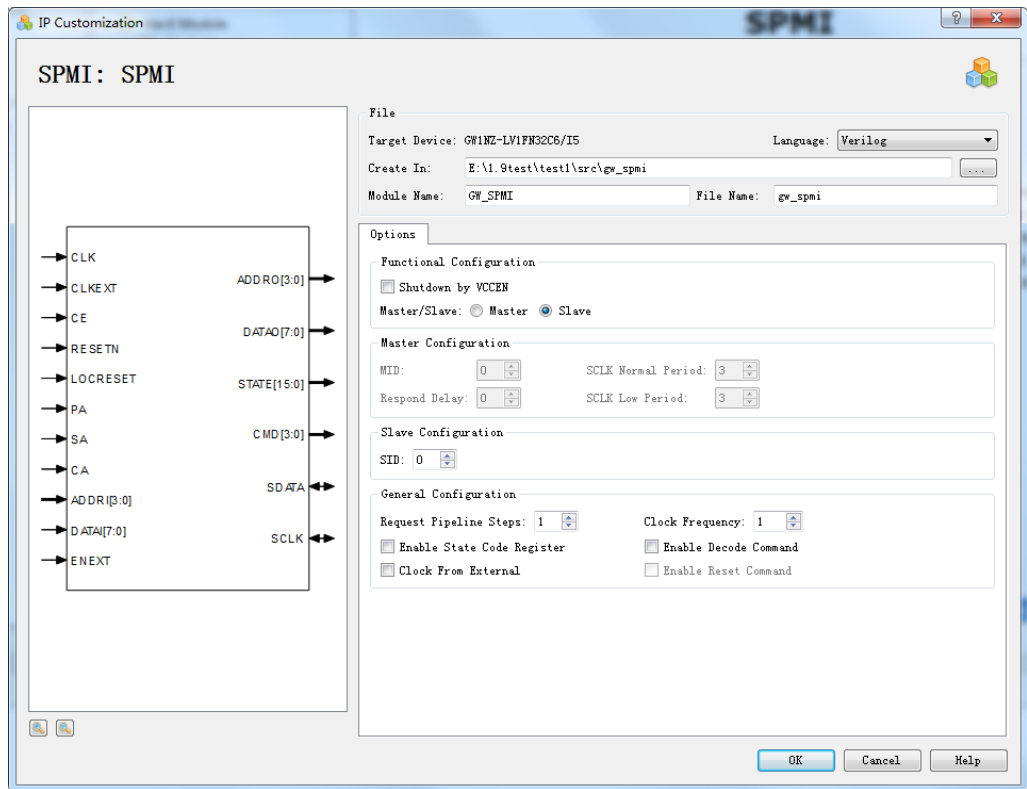 IP Customization
SPMI
SPMI: SPMI
File
Target Device: GW1NZ-LV1FN32C6/I5 Language: Verilog
Create In: E:\1.9test\test1\src\gw_spmi ...
Module Name: GW_SPMI File Name: gw_spmi
CLK
CLKEXT
CE
RESETN
LOCRESET
PA
SA
CA
ADDRI[3:0]
DATAI[7:0]
ENEXT
ADDRO[3:0]
DATAO[7:0]
STATE[15:0]
CMD[3:0]
SDATA
SCLK
Options
Functional Configuration
Shutdown by VCCEN
Master/Slave: Master Slave
Master Configuration
MID: 0 SCLK Normal Period: 3
Respond Delay: 0 SCLK Low Period: 3
Slave Configuration
SID: 0
General Configuration
Request Pipeline Steps: 1 Clock Frequency: 1
Enable State Code Register Enable Decode Command
Clock From External Enable Reset Command
OK Cancel Help